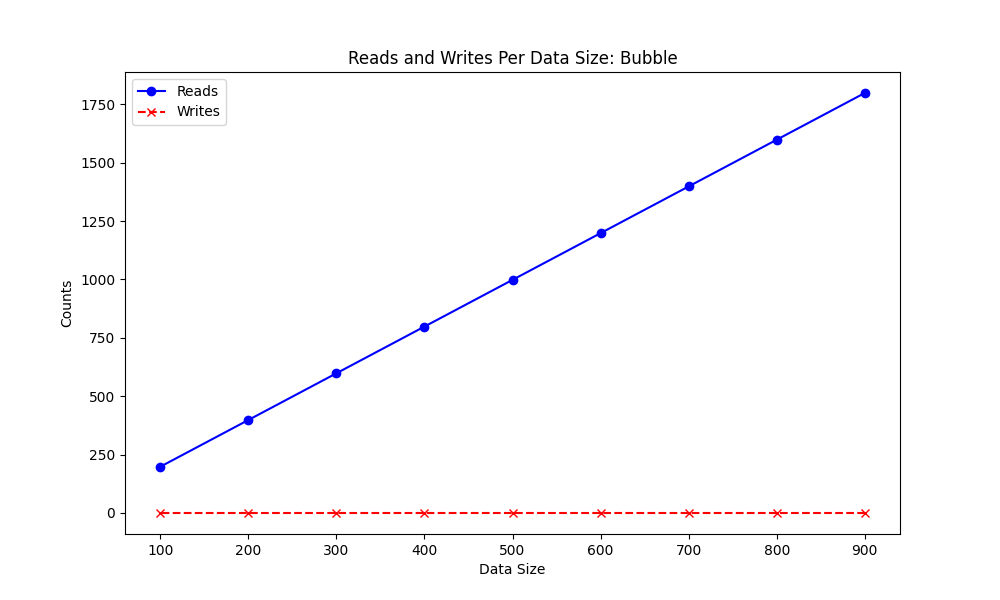 Reads and Writes Per Data Size: Bubble
Reads
Writes
1750
1500
1250
1000
750
500
250
0
Counts
100 200 300 400 500 600 700 800 900
Data Size